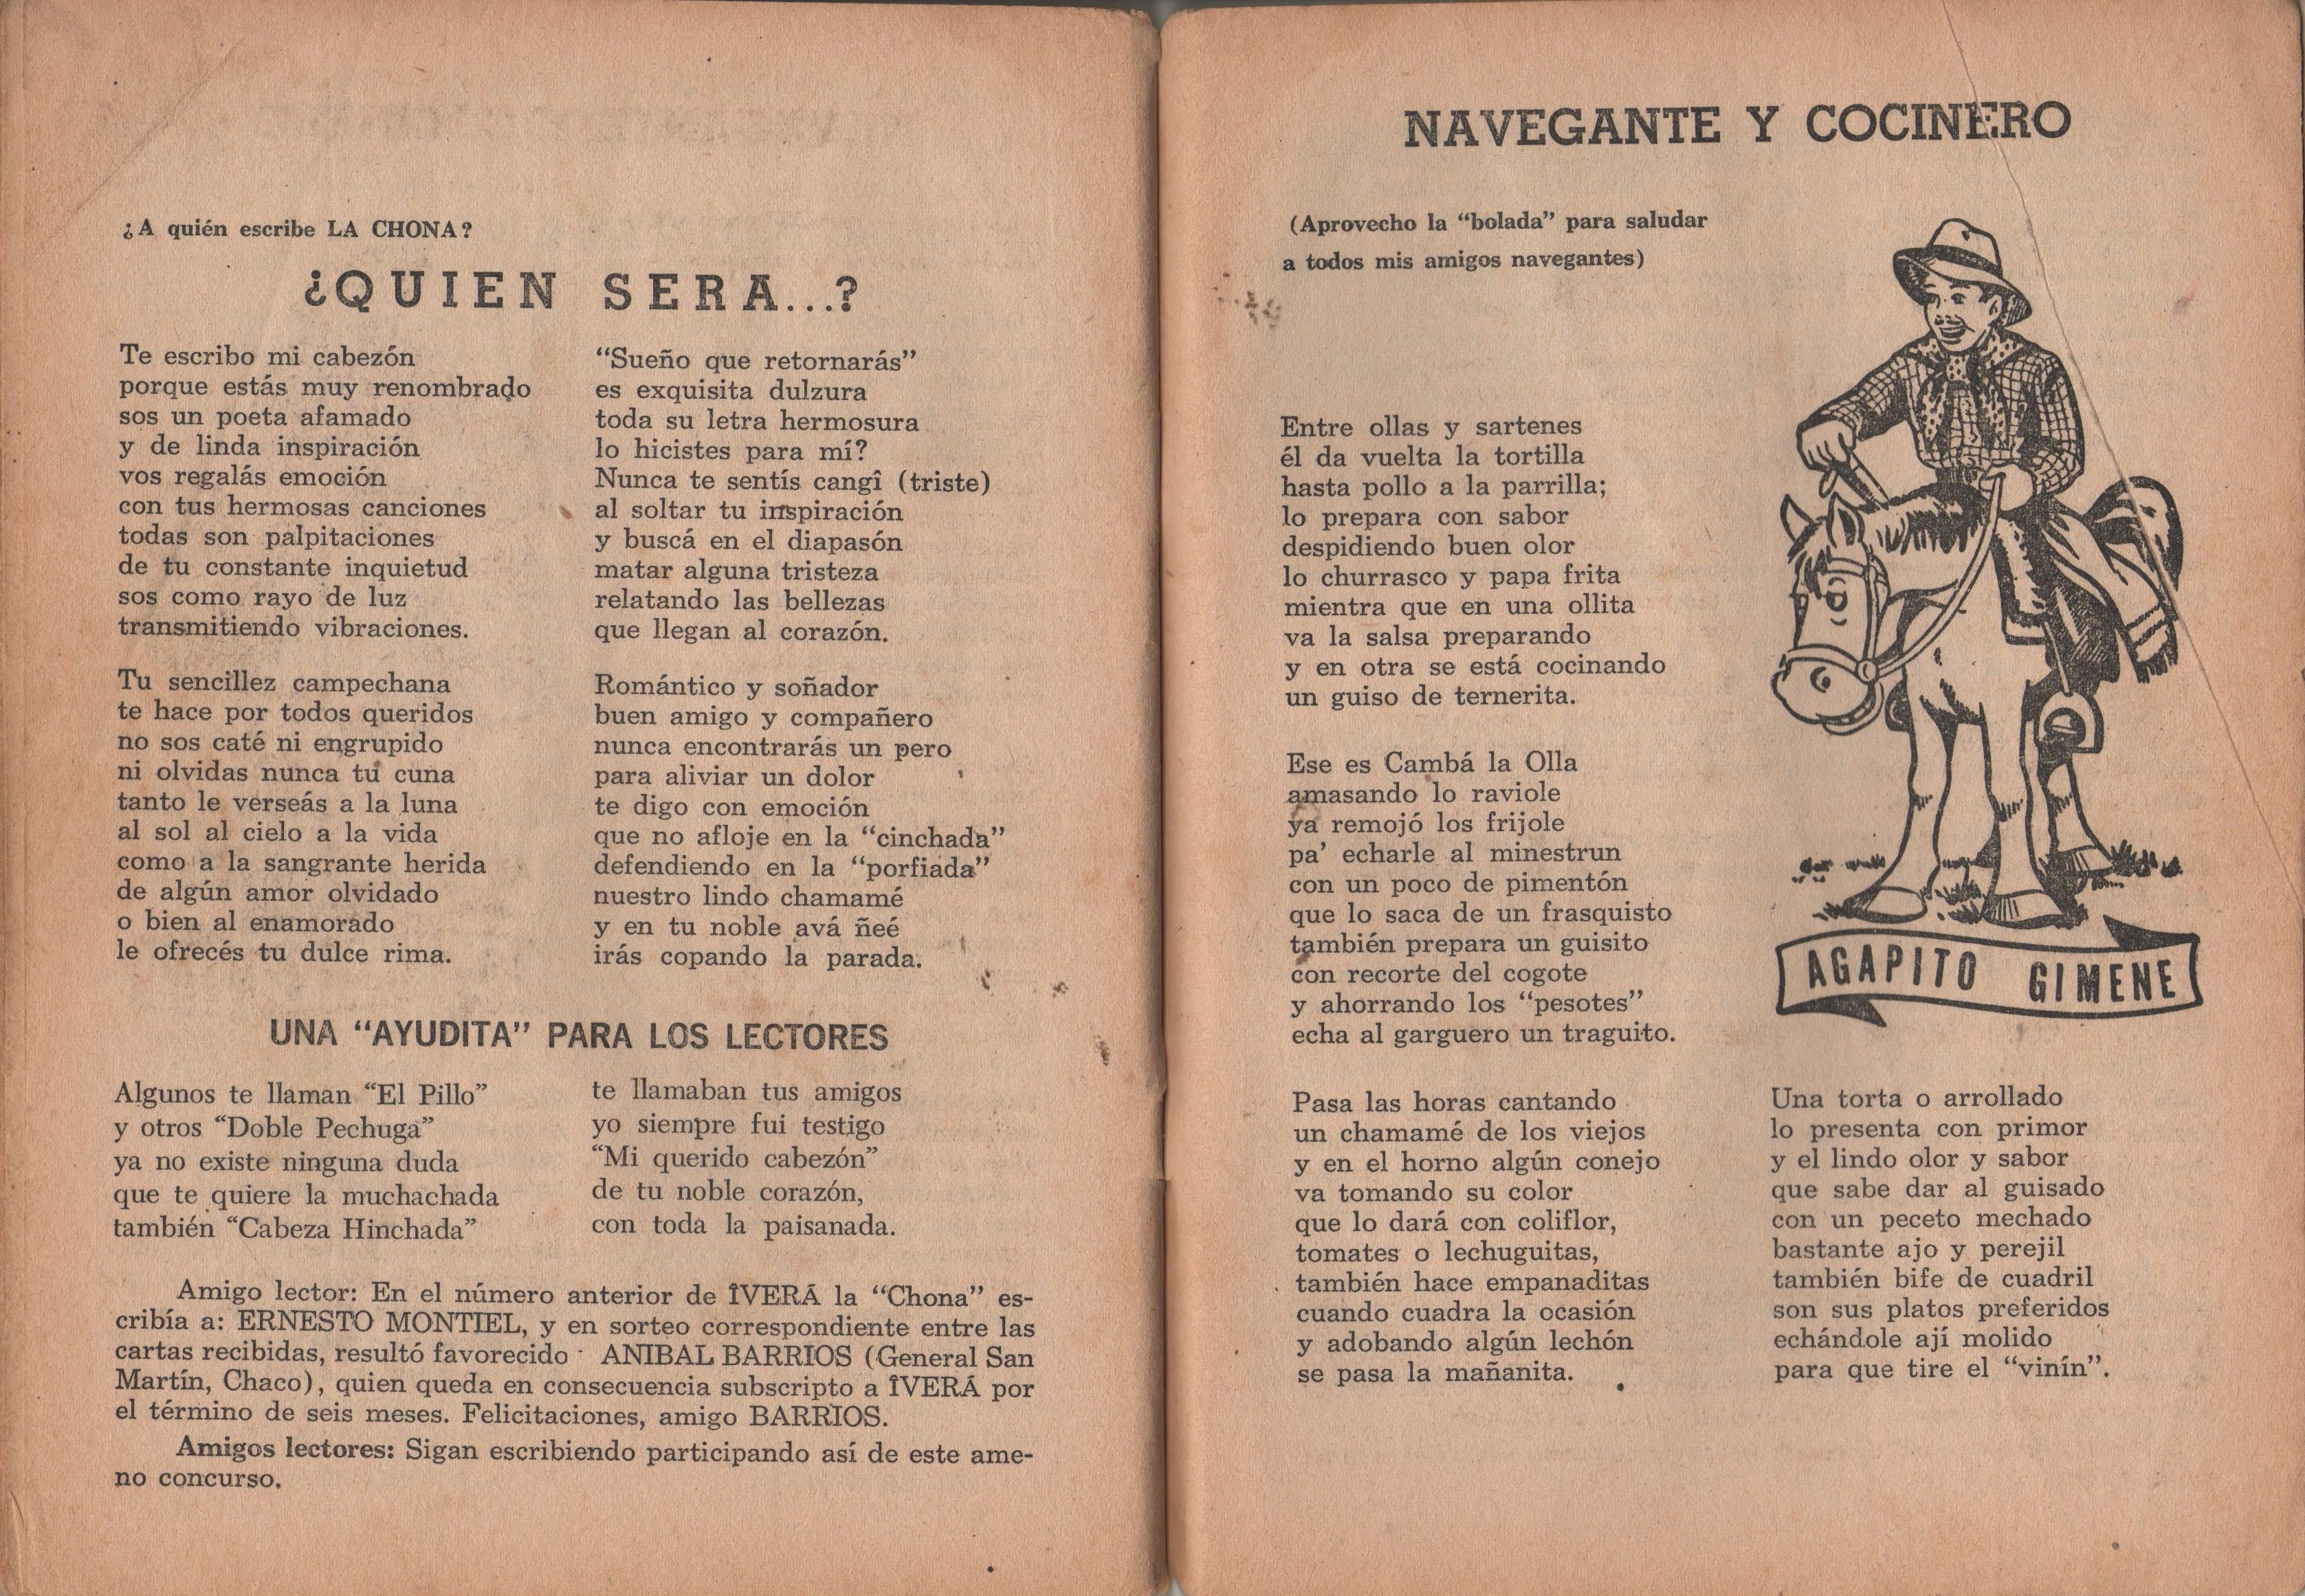 ¿A quién escribe LA CHONA?
¿QUIEN SERA...?
Te escribo mi cabezón
porque estás muy renombrado
sos un poeta afamado
y de linda inspiración
vos regalás emoción
con tus hermosas canciones
todas son palpitaciones
de tu constante inquietud
sos como rayo de luz
transmitiendo vibraciones.
Tu sencillez campechana
te hace por todos queridos
no sos caté ni engrupido
ni olvidas nunca tu cuna
tanto le verseás a la luna
al sol al cielo a la vida
como a la sangrante herida
de algún amor olvidado
o bien al enamorado
le ofrecés tu dulce rima.
“Sueño que retornarás”
es exquisita dulzura
toda su letra hermosura
lo hicistes para mí?
Nunca te sentís cangî (triste)
al soltar tu inspiración
y buscá en el diapasón
matar alguna tristeza
relatando las bellezas
que llegan al corazón.
Romántico y soñador
buen amigo y compañero
nunca encontrarás un pero
para aliviar un dolor
te digo con emoción
que no afloje en la “cinchada”
defendiendo en la “porfiada”
nuestro lindo chamamé
y en tu noble avá ñeé
irás copando la parada.
UNA “AYUDITA” PARA LOS LECTORES
Algunos te llaman “El Pillo”
y otros “Doble Pechuga”
ya no existe ninguna duda
que te quiere la muchachada
también “Cabeza Hinchada”
te llamaban tus amigos
yo siempre fui testigo
“Mi querido cabezón”
de tu noble corazón,
con toda la paisanada.
Amigo lector: En el número anterior de ÎVERÁ la “Chona” es-
cribía a: ERNESTO MONTIEL, y en sorteo correspondiente entre las
cartas recibidas, resultó favorecido ANIBAL BARRIOS (General San
Martín, Chaco), quien queda en consecuencia subscripto a ÎVERÁ por
el término de seis meses. Felicitaciones, amigo BARRIOS.
Amigos lectores: Sigan escribiendo participando así de este ame-
no concurso.
NAVEGANTE Y COCINERO
(Aprovecho la “bolada” para saludar
a todos mis amigos navegantes)
Entre ollas y sartenes
él da vuelta la tortilla
hasta pollo a la parrilla;
lo prepara con sabor
despidiendo buen olor
lo churrasco y papa frita
mientra que en una ollita
va la salsa preparando
y en otra se está cocinando
un guiso de ternerita.
Ese es Cambá la Olla
amasando lo raviole
ya remojó los frijole
pa’ echarle al minestrun
con un poco de pimentón
que lo saca de un frasquisto
también prepara un guisito
con recorte del cogote
y ahorrando los “pesotes”
echa al garguero un traguito.
AGAPITO GIMENE
Pasa las horas cantando
un chamamé de los viejos
y en el horno algún conejo
va tomando su color
que lo dará con coliflor,
tomates o lechuguitas,
también hace empanaditas
cuando cuadra la ocasión
y adobando algún lechón
se pasa la mañanita.
Una torta o arrollado
lo presenta con primor
y el lindo olor y sabor
que sabe dar al guisado
con un peceto mechado
bastante ajo y perejil
también bife de cuadril
son sus platos preferidos
echándole ají molido
para que tire el “vinín”.